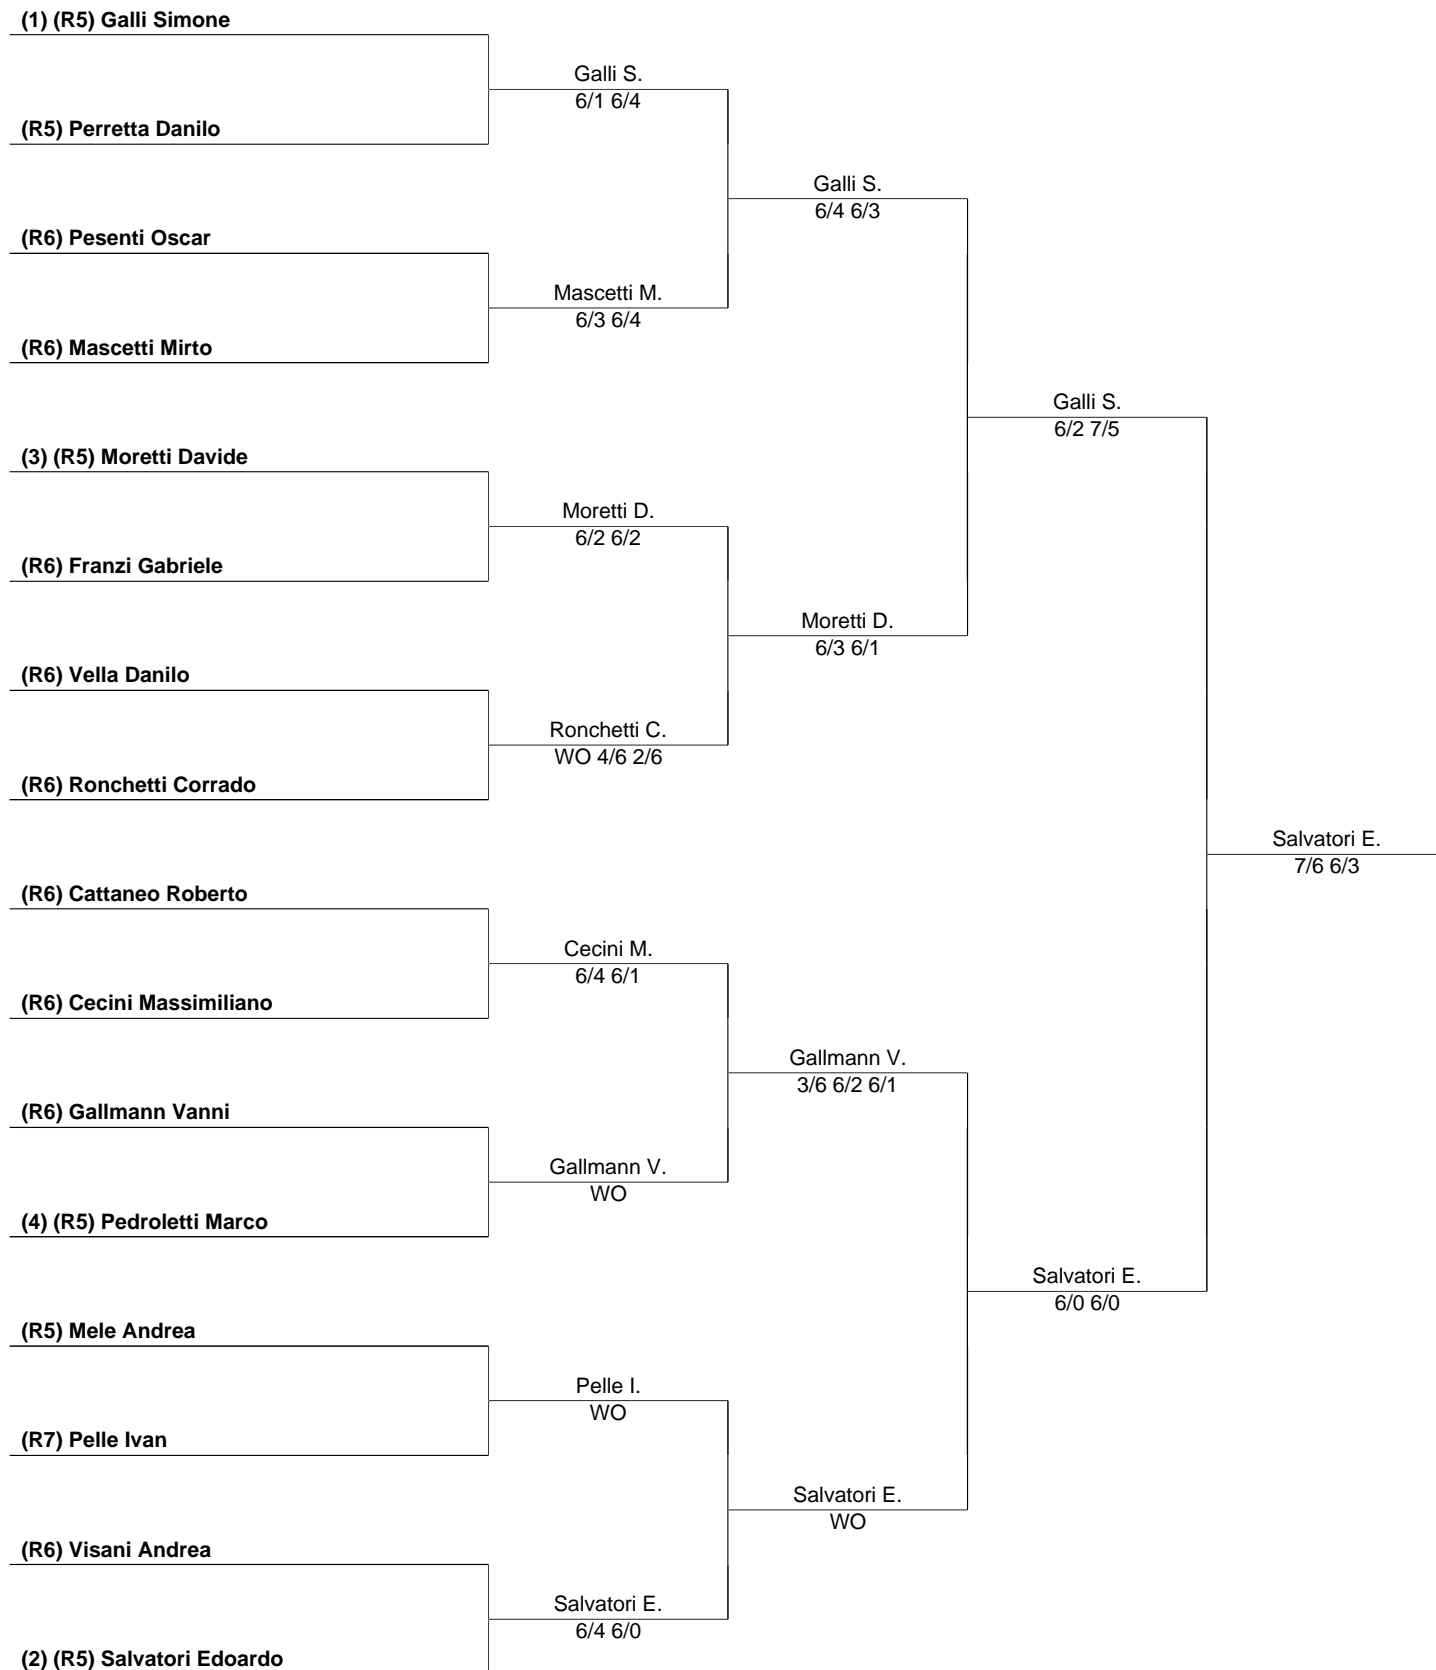 (1) (R5) Galli Simone
Galli S.
6/1 6/4
(R5) Perretta Danilo
Galli S.
6/4 6/3
(R6) Pesenti Oscar
Mascetti M.
6/3 6/4
(R6) Mascetti Mirto
Galli S.
6/2 7/5
(3) (R5) Moretti Davide
Moretti D.
6/2 6/2
(R6) Franzi Gabriele
Moretti D.
6/3 6/1
(R6) Vella Danilo
Ronchetti C.
WO 4/6 2/6
(R6) Ronchetti Corrado
Salvatori E.
7/6 6/3
(R6) Cattaneo Roberto
Cecini M.
6/4 6/1
(R6) Cecini Massimiliano
Gallmann V.
3/6 6/2 6/1
(R6) Gallmann Vanni
Gallmann V.
WO
(4) (R5) Pedroletti Marco
Salvatori E.
6/0 6/0
(R5) Mele Andrea
Pelle I.
WO
(R7) Pelle Ivan
Salvatori E.
WO
(R6) Visani Andrea
Salvatori E.
6/4 6/0
(2) (R5) Salvatori Edoardo